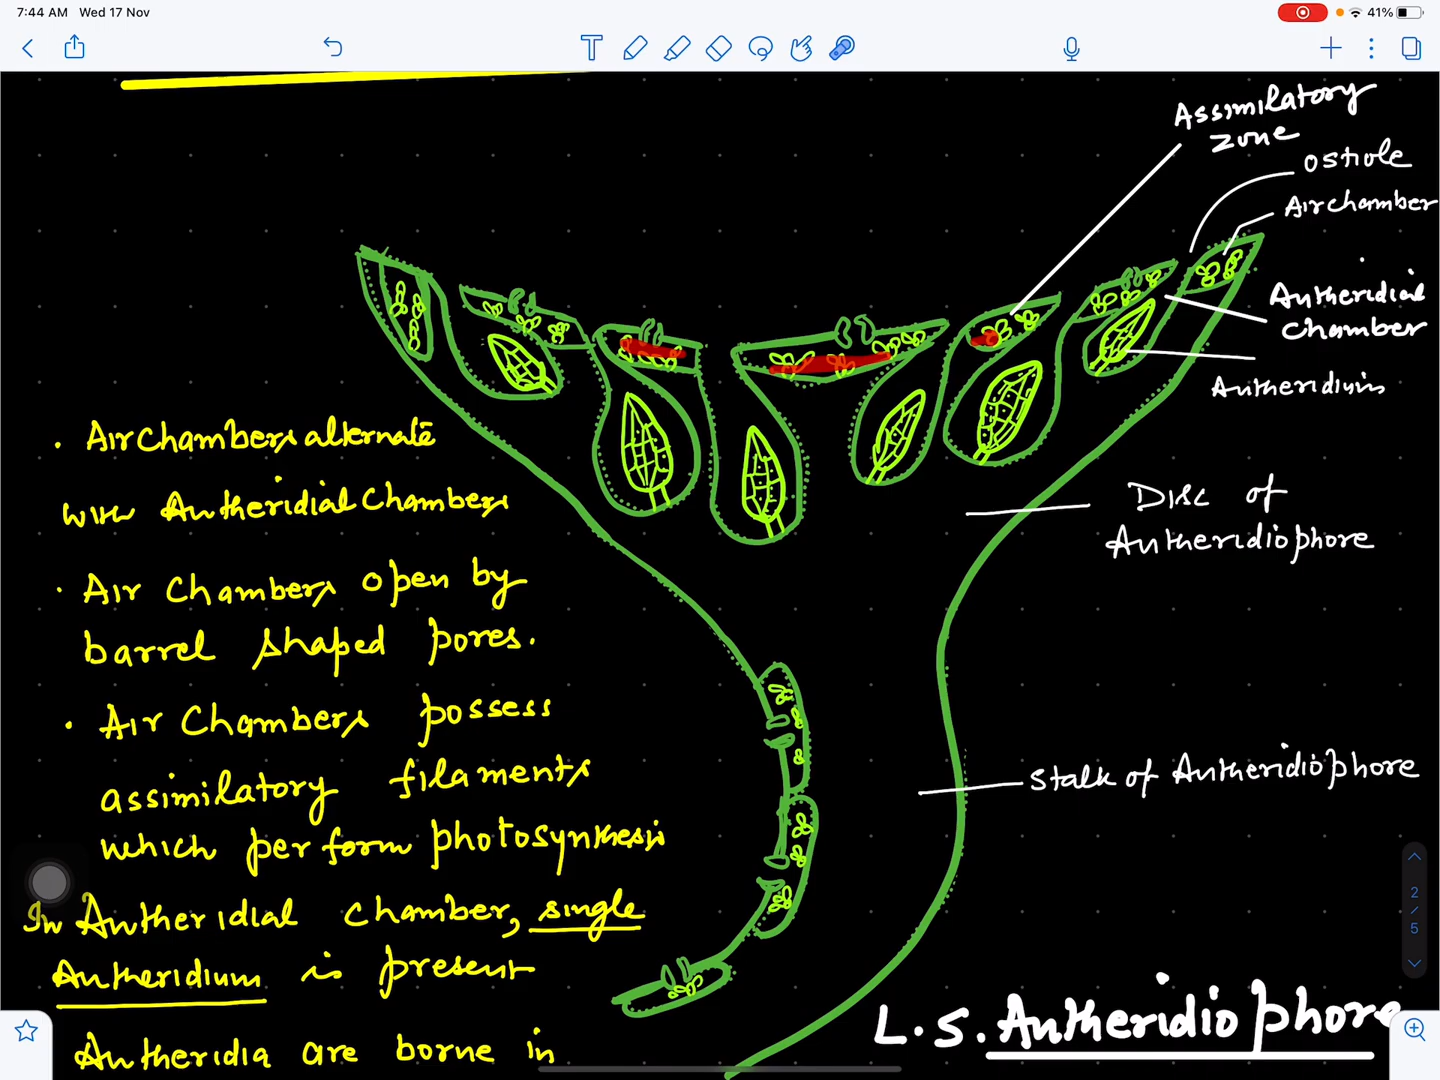 7:44 AM Wed 17 Nov
41%
Assimilatory
zone
ostiole
Air chamber
Antheridial
chamber
Antheridium
Disc of
Antheridiophore
Stalk of Antheridiophore
L.S. Antheridiophore
. Air Chambers alternate
with Antheridial Chambers
. Air Chambers open by
barrel shaped pores.
. Air Chambers possess
assimilatory filaments
which perform photosynthesis
In Antheridial chamber, single
Antheridium is present
Antheridia are borne in
2
/
5